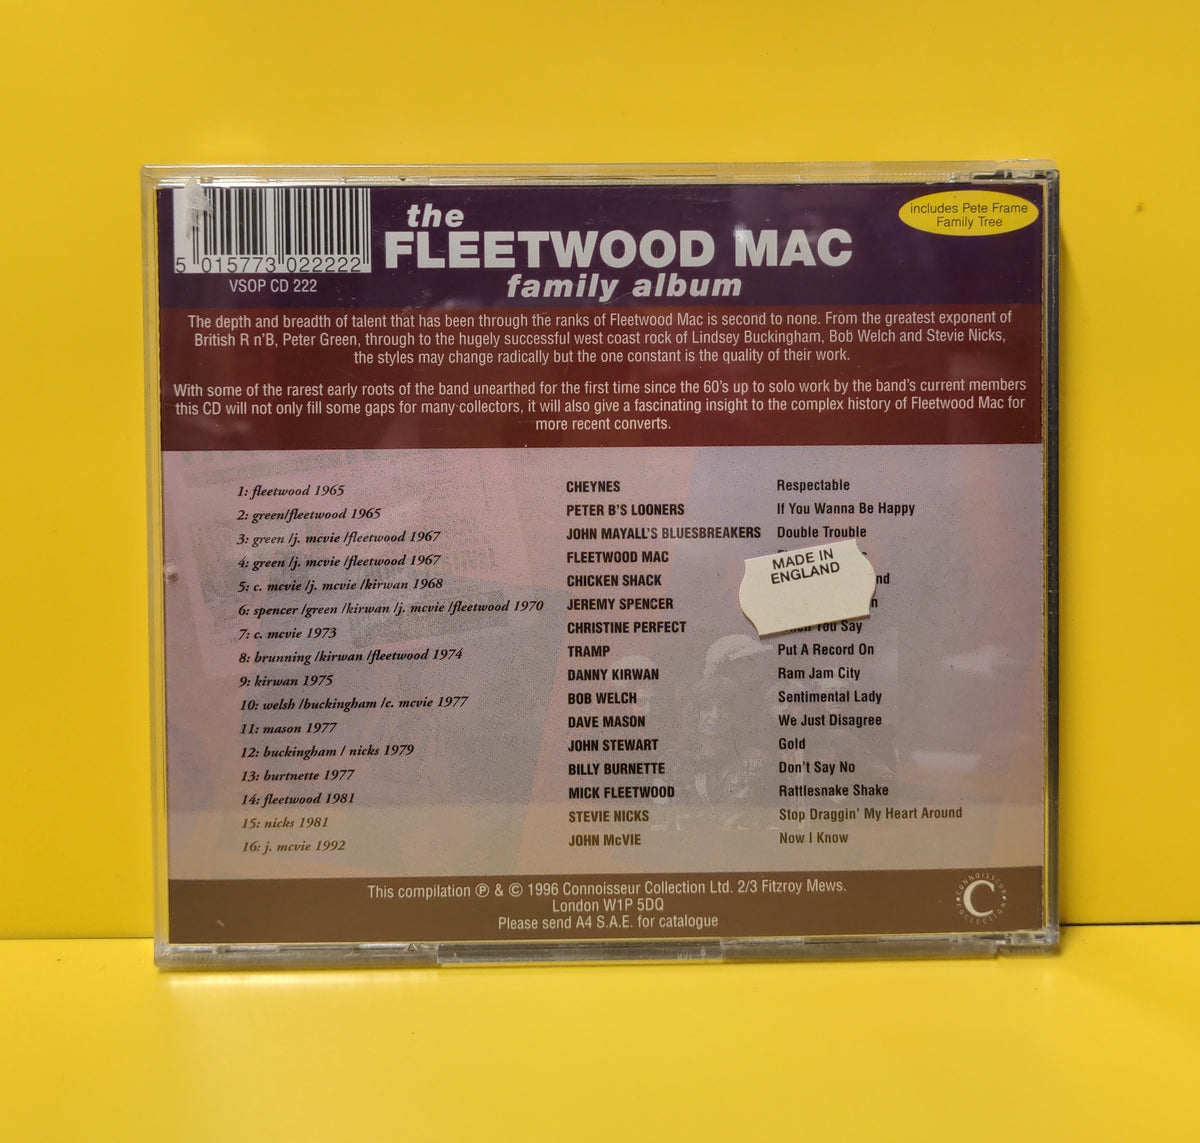 5 015773 022222
VSOP CD 222
the
FLEETWOOD MAC
family album
includes Pete Frame
Family Tree
The depth and breadth of talent that has been through the ranks of Fleetwood Mac is second to none. From the greatest exponent of
British R n'B, Peter Green, through to the hugely successful west coast rock of Lindsey Buckingham, Bob Welch and Stevie Nicks,
the styles may change radically but the one constant is the quality of their work.
With some of the rarest early roots of the band unearthed for the first time since the 60's up to solo work by the band's current members
this CD will not only fill some gaps for many collectors, it will also give a fascinating insight to the complex history of Fleetwood Mac for
more recent converts.
1: fleetwood 1965 CHEYNES Respectable
2: green/fleetwood 1965 PETER B'S LOONERS If You Wanna Be Happy
3: green /j. mcvie /fleetwood 1967 JOHN MAYALL'S BLUESBREAKERS Double Trouble
4: green /j. mcvie /fleetwood 1967 FLEETWOOD MAC
5: c. mcvie /j. mcvie /kirwan 1968 CHICKEN SHACK
6: spencer /green /kirwan /j. mcvie /fleetwood 1970 JEREMY SPENCER
7: c. mcvie 1973 CHRISTINE PERFECT When You Say
8: brunning /kirwan /fleetwood 1974 TRAMP Put A Record On
9: kirwan 1975 DANNY KIRWAN Ram Jam City
10: welsh /buckingham /c. mcvie 1977 BOB WELCH Sentimental Lady
11: mason 1977 DAVE MASON We Just Disagree
12: buckingham / nicks 1979 JOHN STEWART Gold
13: burtnette 1977 BILLY BURNETTE Don't Say No
14: fleetwood 1981 MICK FLEETWOOD Rattlesnake Shake
15: nicks 1981 STEVIE NICKS Stop Draggin' My Heart Around
16: j. mcvie 1992 JOHN McVIE Now I Know
MADE IN
ENGLAND
This compilation ℗ & © 1996 Connoisseur Collection Ltd. 2/3 Fitzroy Mews.
London W1P 5DQ
Please send A4 S.A.E. for catalogue
CONNOISSEUR
C
COLLECTION